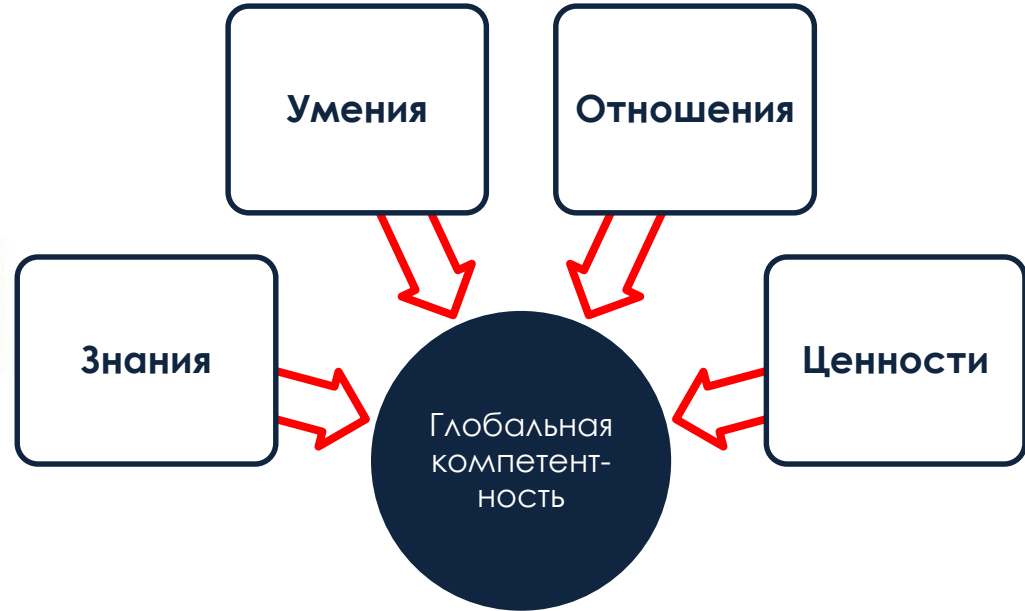 Умения
Отношения
Знания
Ценности
Глобальная
компетент-
ность